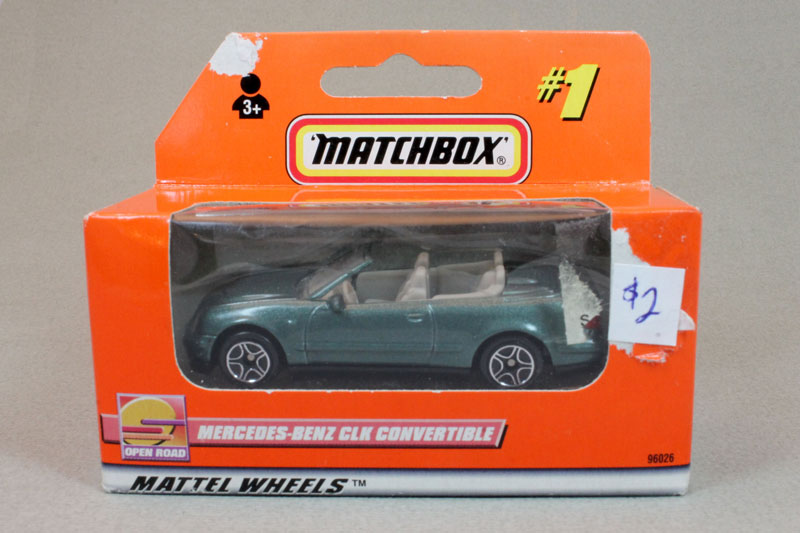 #1
3+
'MATCHBOX'®
$2
S
MERCEDES-BENZ CLK CONVERTIBLE
OPEN ROAD
96026
MATTEL WHEELS™